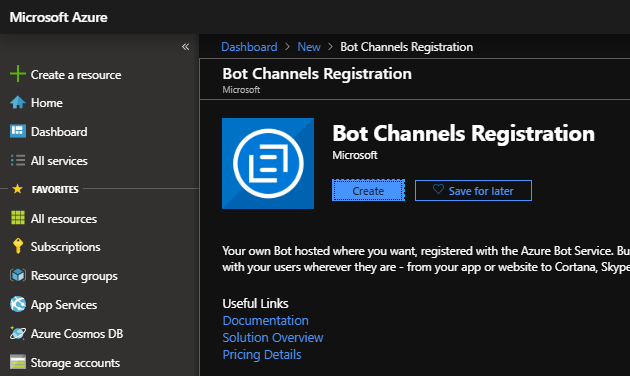 Microsoft Azure
«
Dashboard > New > Bot Channels Registration
Create a resource
Home
Dashboard
All services
FAVORITES
All resources
Subscriptions
Resource groups
App Services
Azure Cosmos DB
Storage accounts
Bot Channels Registration
Microsoft
Bot Channels Registration
Microsoft
Create
Save for later
Your own Bot hosted where you want, registered with the Azure Bot Service. Bu
with your users wherever they are - from your app or website to Cortana, Skype
Useful Links
Documentation
Solution Overview
Pricing Details